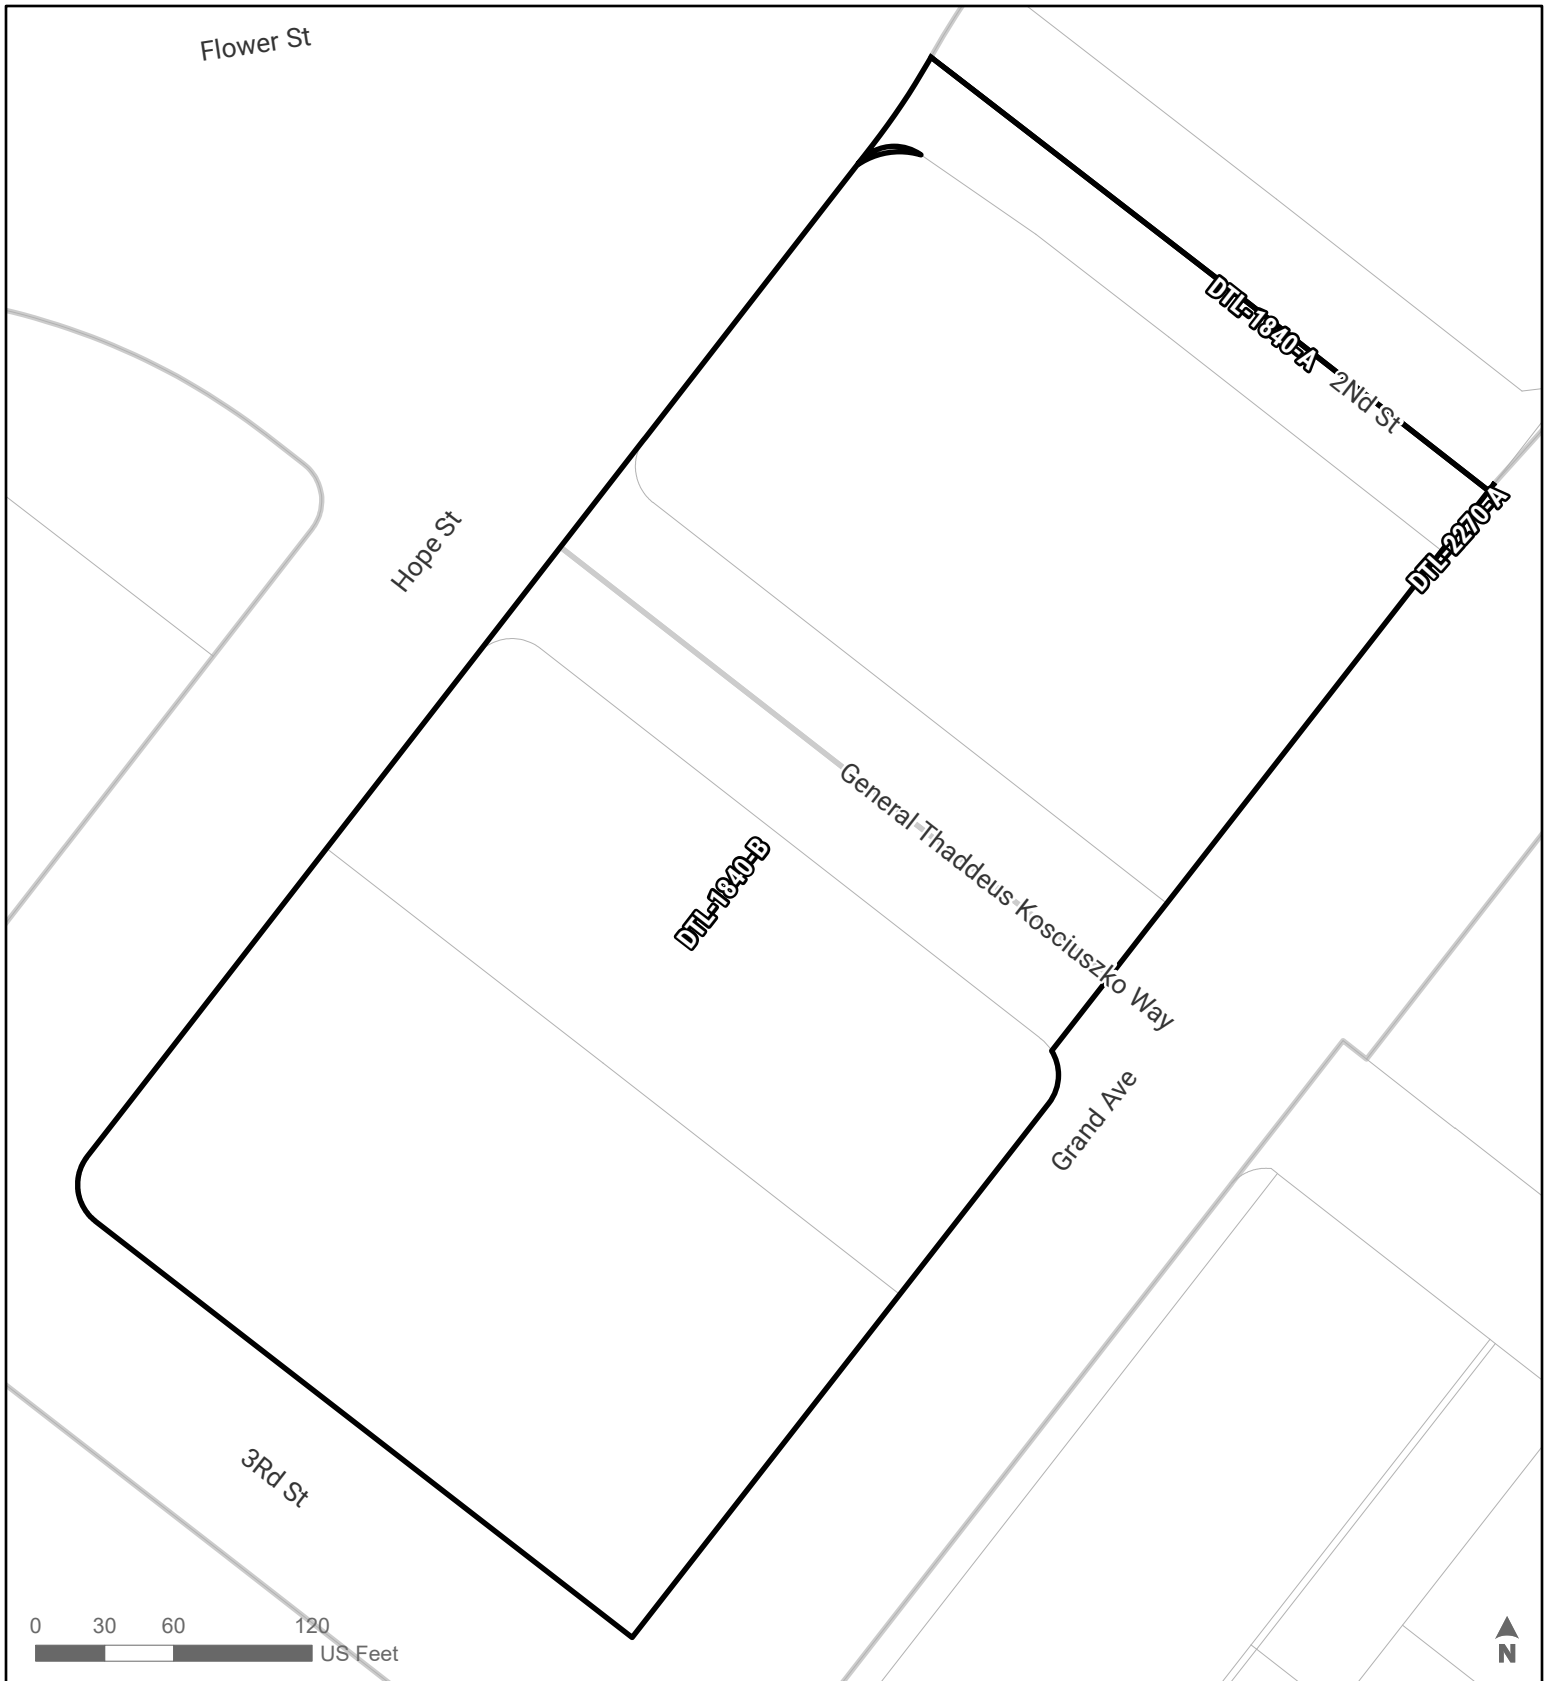 Flower St
DTL-1840-A
2Nd St
DTL-2270-A
Hope St
General Thaddeus Kosciuszko Way
DTL-1840-B
Grand Ave
3Rd St
0 30 60 120
US Feet
N